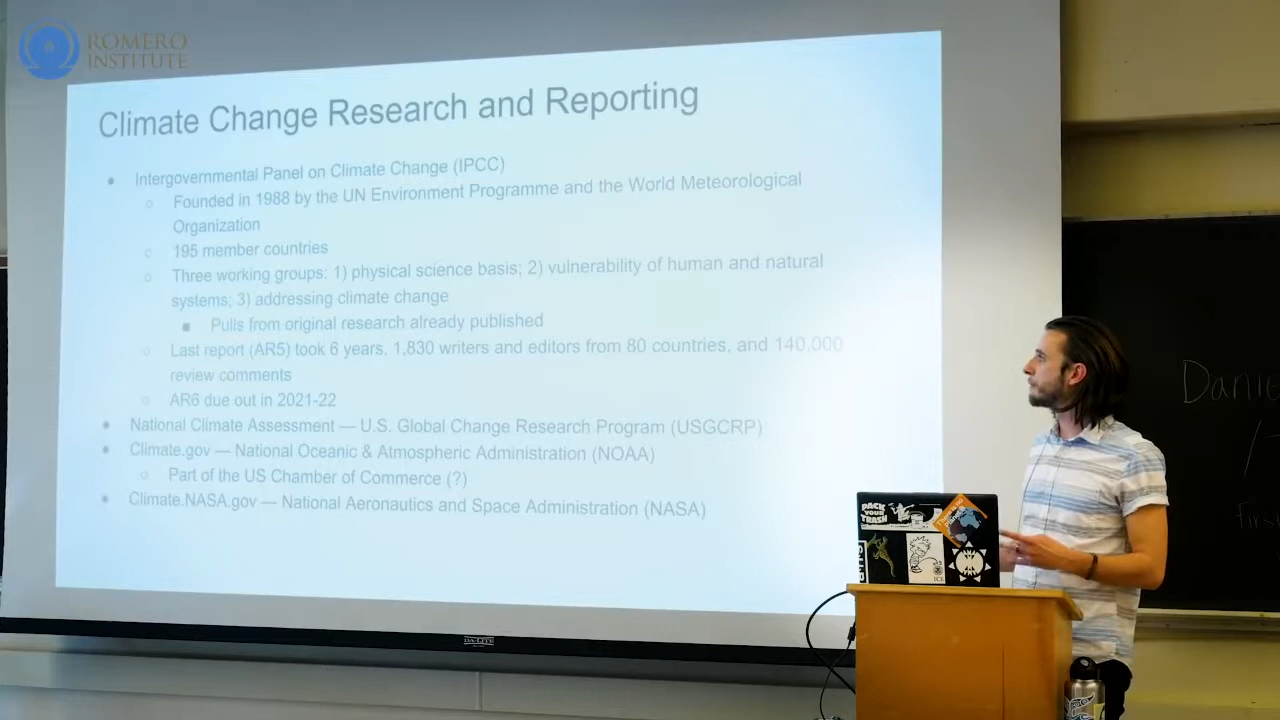 ROMERO
INSTITUTE
Climate Change Research and Reporting
Intergovernmental Panel on Climate Change (IPCC)
Founded in 1988 by the UN Environment Programme and the World Meteorological
Organization
195 member countries
Three working groups: 1) physical science basis; 2) vulnerability of human and natural
systems; 3) addressing climate change
Pulls from original research already published
Last report (AR5) took 6 years, 1,830 writers and editors from 80 countries, and 140,000
review comments
AR6 due out in 2021-22
National Climate Assessment — U.S. Global Change Research Program (USGCRP)
Climate.gov — National Oceanic & Atmospheric Administration (NOAA)
Part of the US Chamber of Commerce (?)
Climate.NASA.gov — National Aeronautics and Space Administration (NASA)
DA-LITE
PACK
YOUR
TRASH
ICE
Danie
Firs